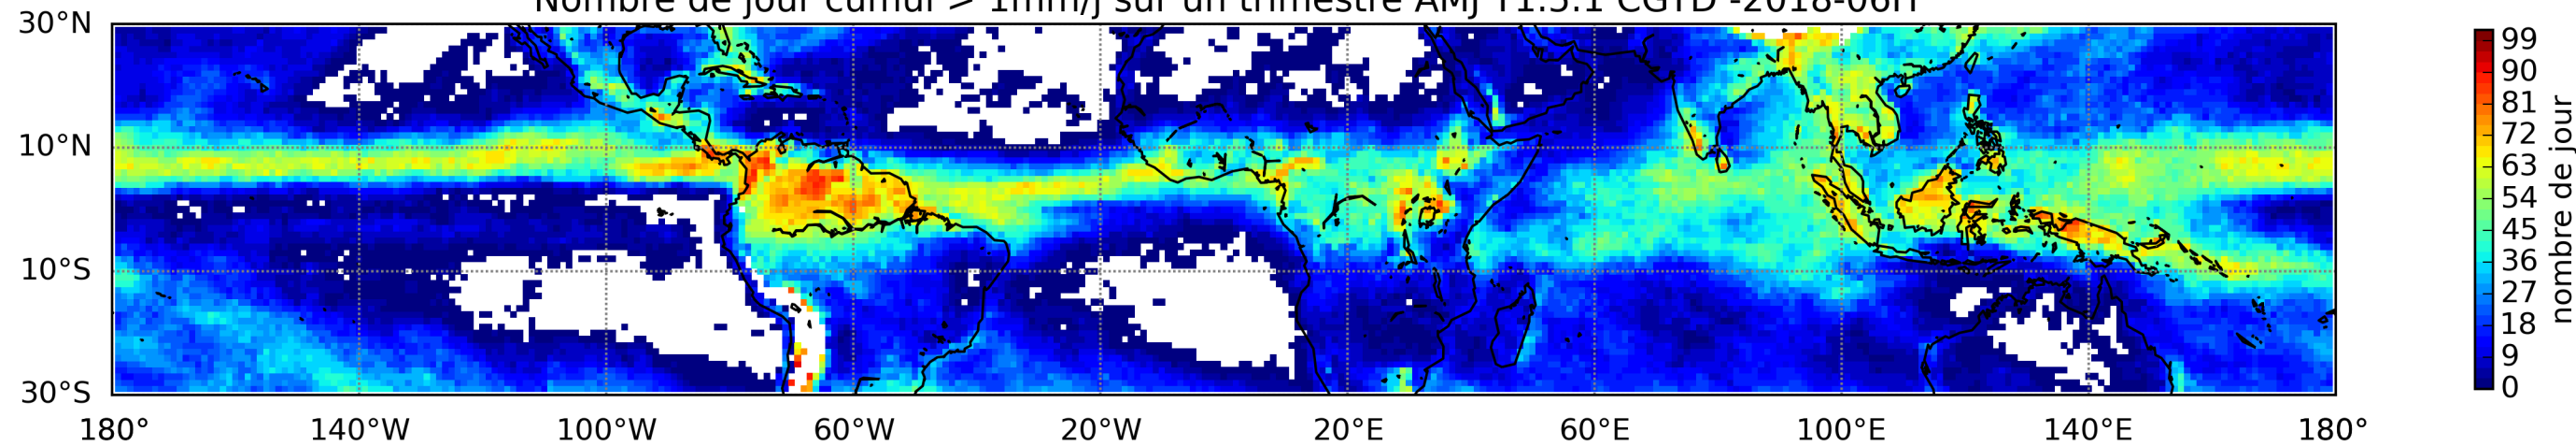 Nombre de jour cumul > 1mm/j sur un trimestre AMJ T1.5.1 CGTD -2018-06H
30°N
10°N
10°S
30°S
180° 140°W 100°W 60°W 20°W 20°E 60°E 100°E 140°E 180°
99
90
81
72
63
54
45
36
27
18
9
0
nombre de jour